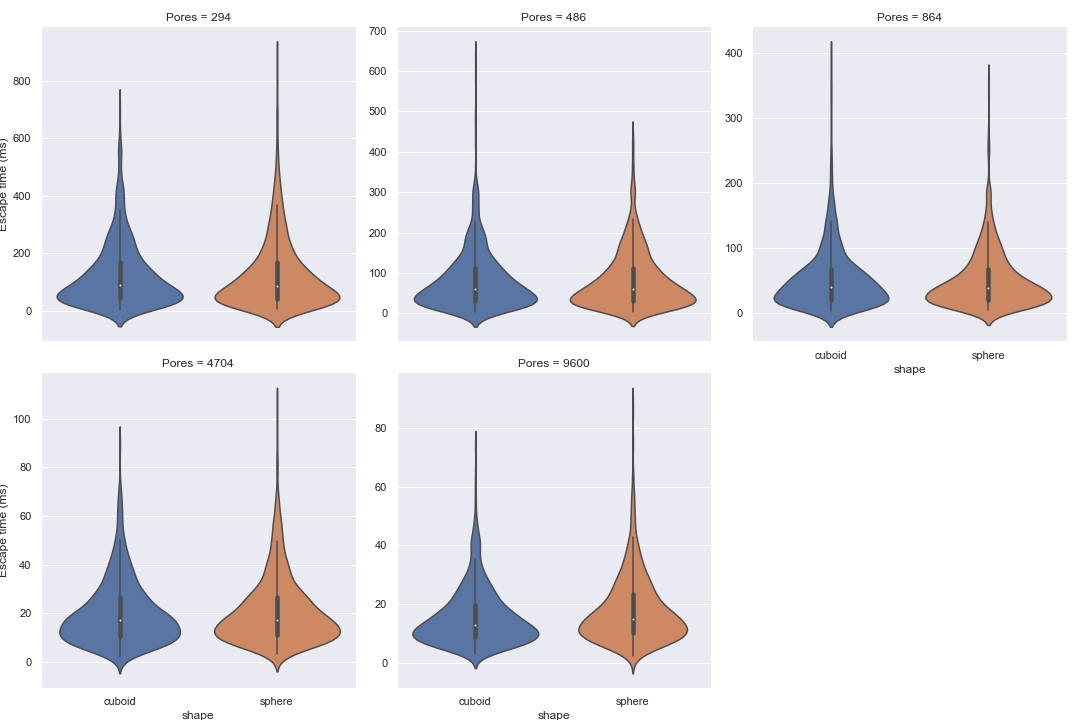 Pores = 294
Pores = 486
Pores = 864
Escape time (ms)
800
600
400
200
0
700
600
500
400
300
200
100
0
400
300
200
100
0
cuboid
sphere
shape
Pores = 4704
Pores = 9600
Escape time (ms)
100
80
60
40
20
0
cuboid
sphere
shape
80
60
40
20
0
cuboid
sphere
shape